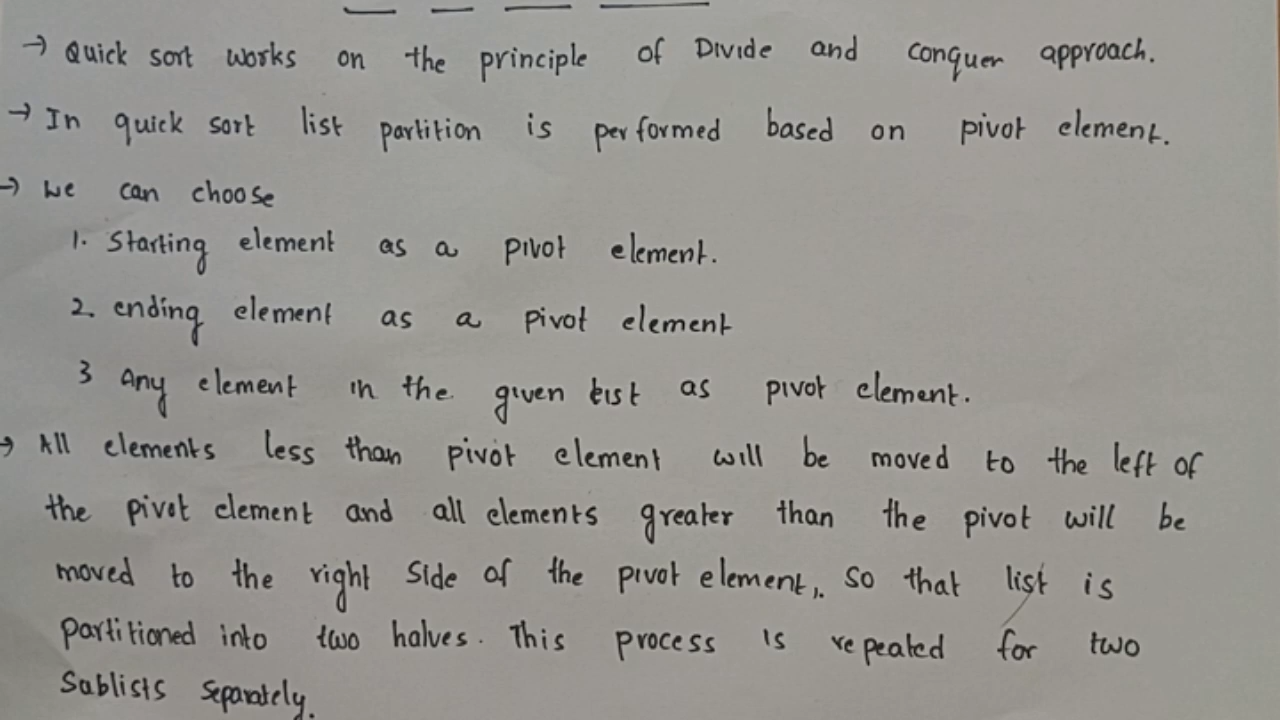 → Quick sort works on the principle of Divide and conquer approach.
→ In quick sort list partition is performed based on pivot element.
→ we can choose
1. Starting element as a pivot element.
2. ending element as a pivot element
3 Any element in the given list as pivot element.
→ All elements less than pivot element will be moved to the left of
the pivot element and all elements greater than the pivot will be
moved to the right side of the pivot element,. so that list is
partitioned into two halves. This process is repeated for two
Sublists separately.